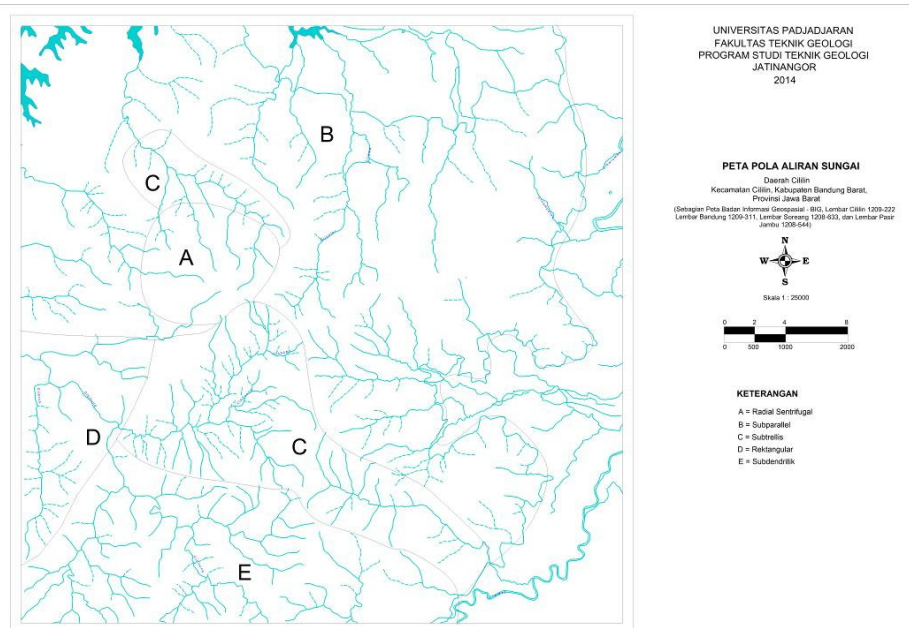 UNIVERSITAS PADJADJARAN
FAKULTAS TEKNIK GEOLOGI
PROGRAM STUDI TEKNIK GEOLOGI
JATINANGOR
2014
PETA POLA ALIRAN SUNGAI
Daerah Cililin
Kecamatan Cililin, Kabupaten Bandung Barat,
Provinsi Jawa Barat
(Sebagian Peta Badan Informasi Geospasial - BIG, Lembar Cililin 1209-222
Lembar Bandung 1209-311, Lembar Soreang 1208-633, dan Lembar Pasir
Jambu 1208-544)
N
W E
S
Skala 1 : 25000
0 2 4 8
0 500 1000 2000
KETERANGAN
A = Radial Sentrifugal
B = Subparallel
C = Subtrellis
D = Rektangular
E = Subdendritik
B
C
A
D
C
E